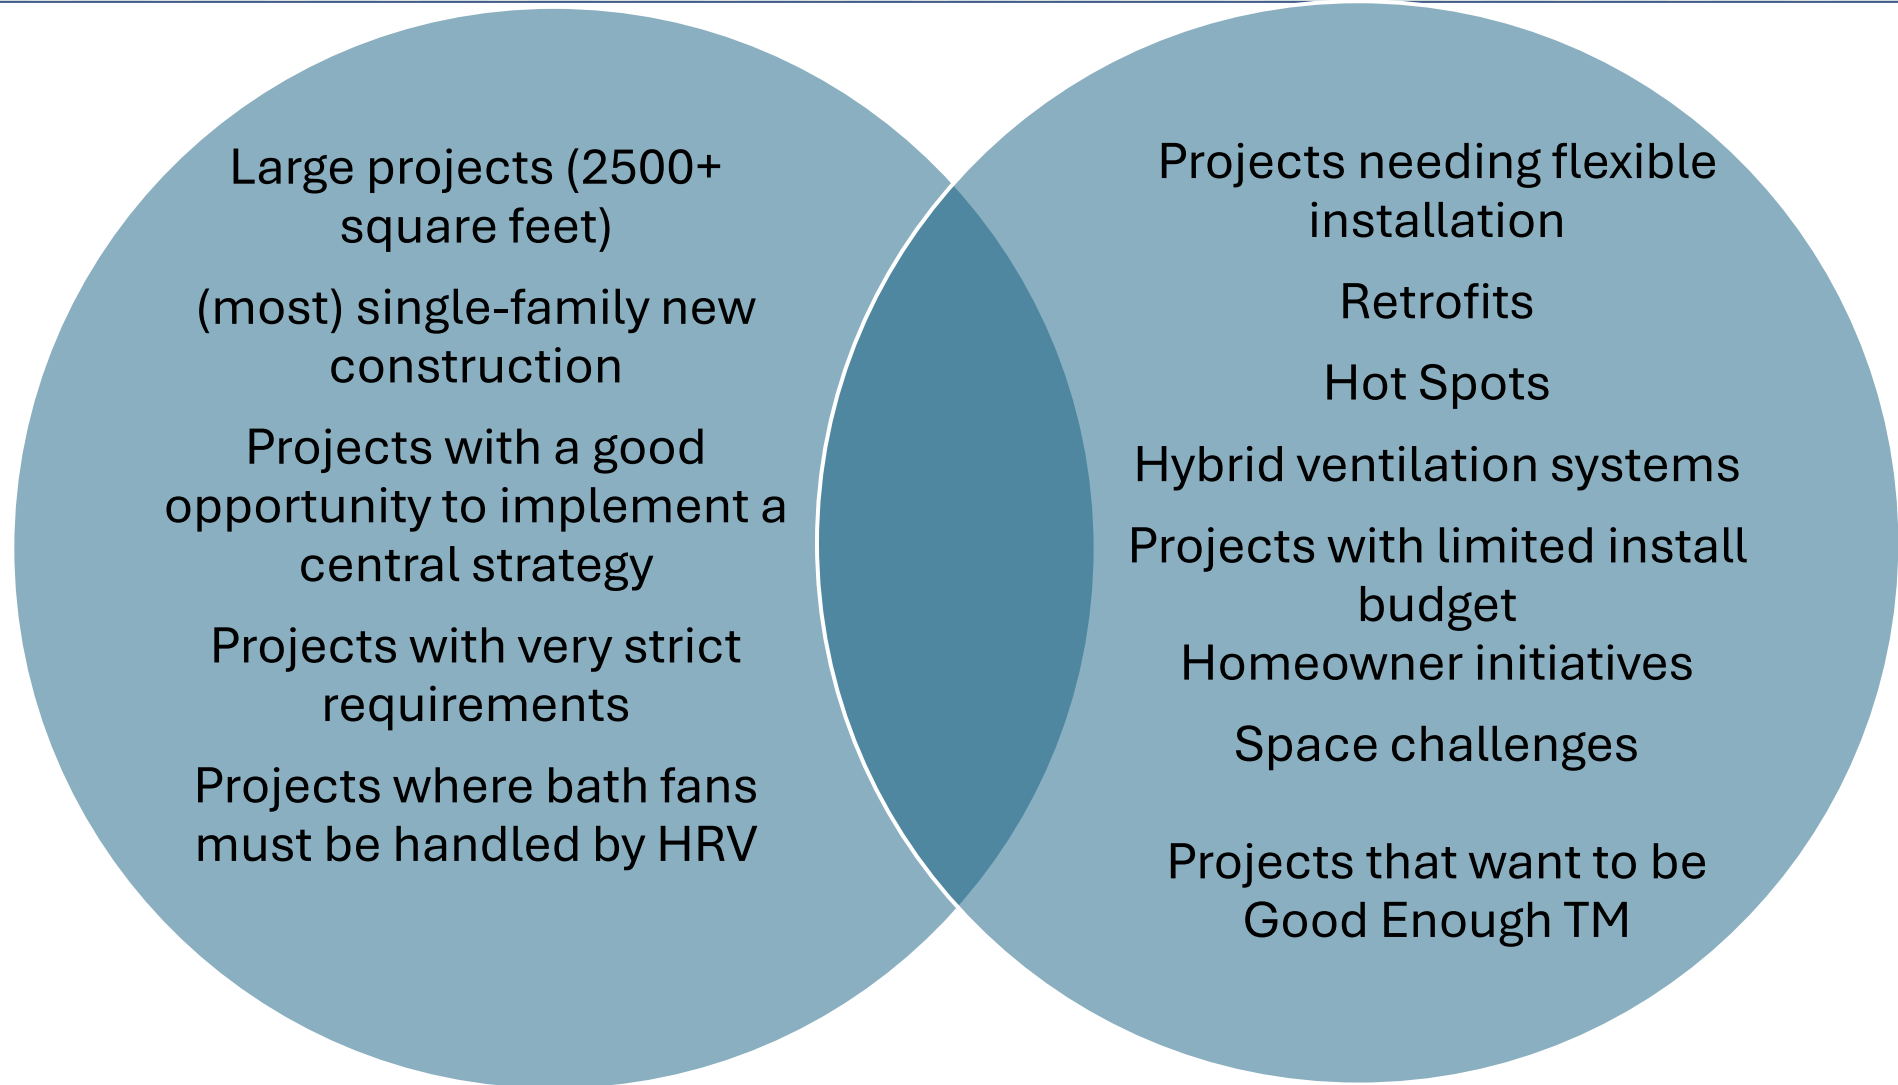 Large projects (2500+
square feet)
(most) single-family new
construction
Projects with a good
opportunity to implement a
central strategy
Projects with very strict
requirements
Projects where bath fans
must be handled by HRV
Projects needing flexible
installation
Retrofits
Hot Spots
Hybrid ventilation systems
Projects with limited install
budget
Homeowner initiatives
Space challenges
Projects that want to be
Good Enough TM